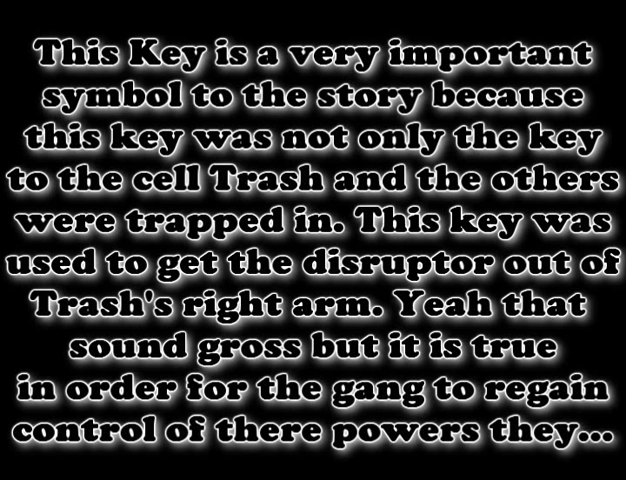 This Key is a very important
symbol to the story because
this key was not only the key
to the cell Trash and the others
were trapped in. This key was
used to get the disruptor out of
Trash's right arm. Yeah that
sound gross but it is true
in order for the gang to regain
control of there powers they...